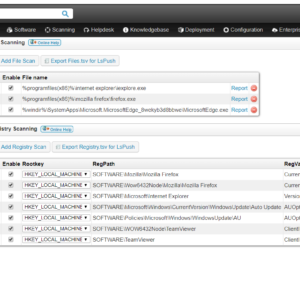 Software Scanning Helpdesk Knowledgebase Deployment Configuration Enterprise
Scanning Online Help
Add File Scan Export Files.tsv for LsPush
Enable File name
%programfiles(x86)%\internet explorer\iexplore.exe Report
%programfiles(x86)%\mozilla firefox\firefox.exe Report
%windir%\SystemApps\Microsoft.MicrosoftEdge_8wekyb3d8bbwe\MicrosoftEdge.exe Report
istry Scanning Online Help
Add Registry Scan Export Registry.tsv for LsPush
Enable Rootkey RegPath RegVa
HKEY_LOCAL_MACHINE SOFTWARE\Mozilla\Mozilla Firefox Curren
HKEY_LOCAL_MACHINE SOFTWARE\Wow6432Node\Mozilla\Mozilla Firefox Curren
HKEY_LOCAL_MACHINE SOFTWARE\Microsoft\Internet Explorer Version
HKEY_LOCAL_MACHINE SOFTWARE\Microsoft\Windows\CurrentVersion\WindowsUpdate\Auto Update AUOpt
HKEY_LOCAL_MACHINE SOFTWARE\Policies\Microsoft\Windows\WindowsUpdate\AU AUOpt
HKEY_LOCAL_MACHINE SOFTWARE\WOW6432Node\TeamViewer ClientI
HKEY_LOCAL_MACHINE SOFTWARE\TeamViewer ClientI